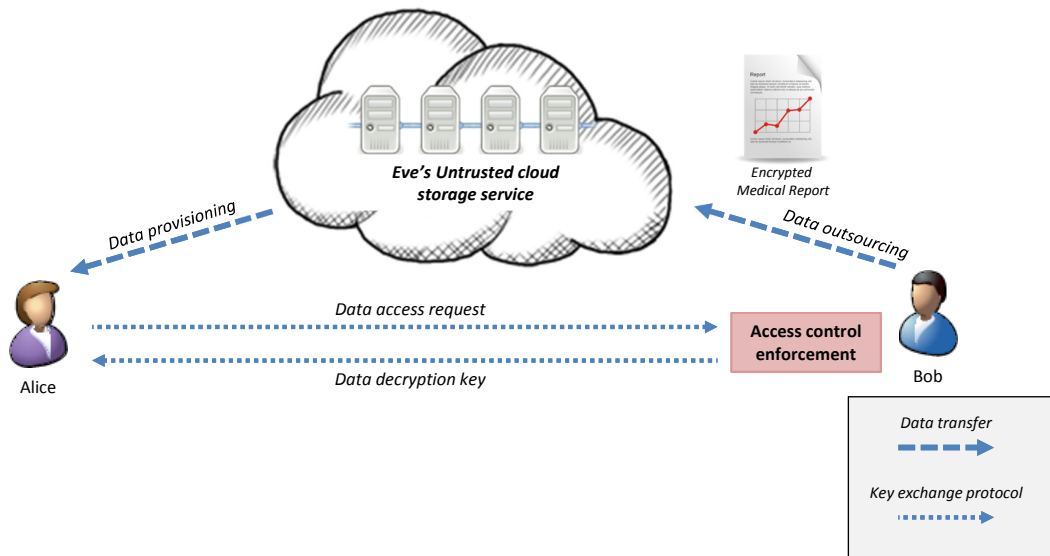 Report
Eve's Untrusted cloud
storage service
Encrypted
Medical Report
Data provisioning
Data outsourcing
Data access request
Access control
enforcement
Data decryption key
Alice
Bob
Data transfer
Key exchange protocol